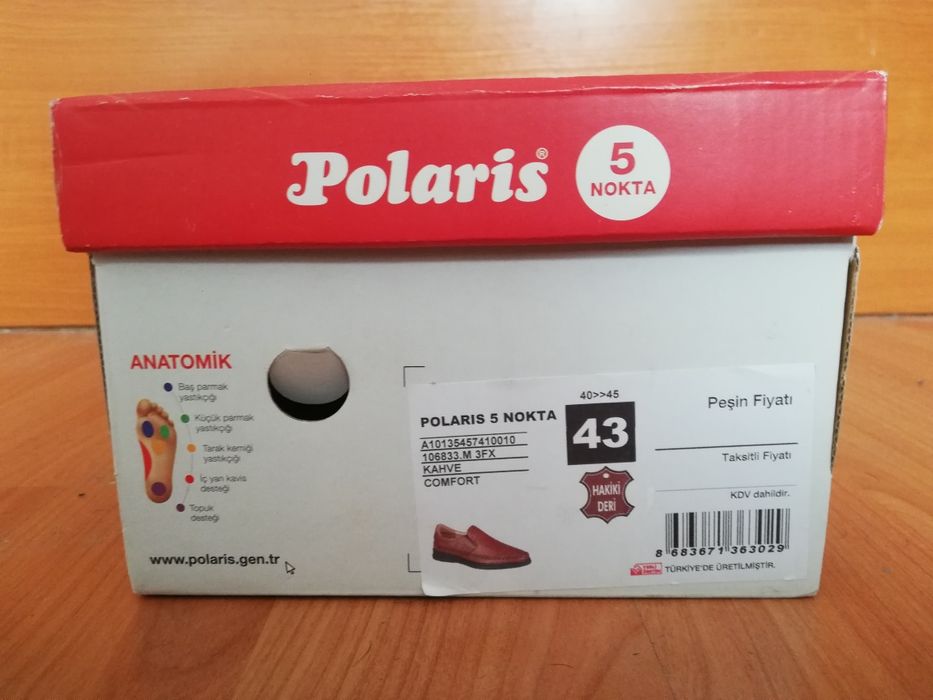 Polaris®
5
NOKTA
ANATOMİK
Baş parmak
yastıkçığı
Küçük parmak
yastıkçığı
Tarak kemiği
yastıkçığı
İç yan kavis
desteği
Topuk
desteği
www.polaris.gen.tr
POLARIS 5 NOKTA
A10135457410010
106833.M 3FX
KAHVE
COMFORT
40>>45
43
HAKİKİ
DERİ
Peşin Fiyatı
Taksitli Fiyatı
KDV dahildir.
8 683671 363029
TÜRKİYE'DE ÜRETİLMİŞTİR.